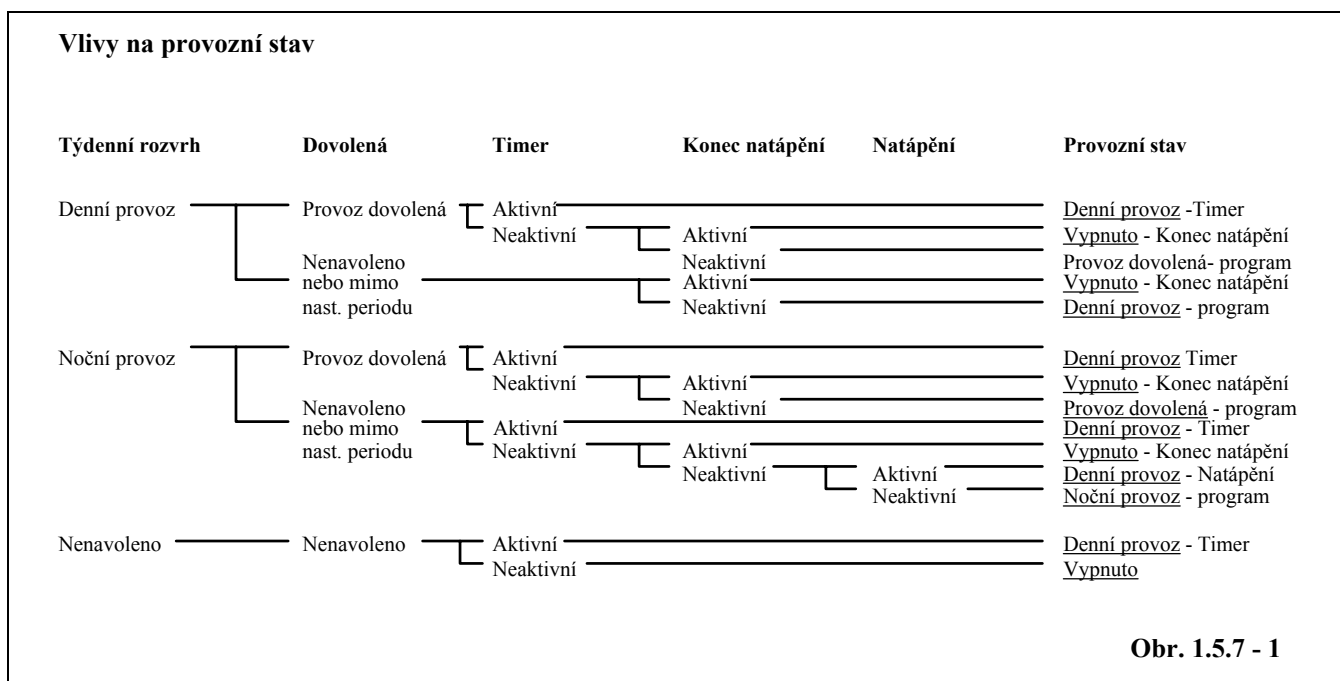 Vlivy na provozní stav
Týdenní rozvrh Dovolená Timer Konec natápění Natápění Provozní stav
Denní provoz Provoz dovolená Aktivní Denní provoz -Timer
Neaktivní Aktivní Vypnuto - Konec natápění
Nenavoleno Neaktivní Provoz dovolená- program
nebo mimo Aktivní Vypnuto - Konec natápění
nast. periodu Neaktivní Denní provoz - program
Noční provoz Provoz dovolená Aktivní Denní provoz Timer
Neaktivní Aktivní Vypnuto - Konec natápění
Nenavoleno Neaktivní Provoz dovolená - program
nebo mimo Aktivní Denní provoz - Timer
nast. periodu Neaktivní Aktivní Vypnuto - Konec natápění
Neaktivní Aktivní Denní provoz - Natápění
Neaktivní Noční provoz - program
Nenavoleno Nenavoleno Aktivní Denní provoz - Timer
Neaktivní Vypnuto
Obr. 1.5.7 - 1